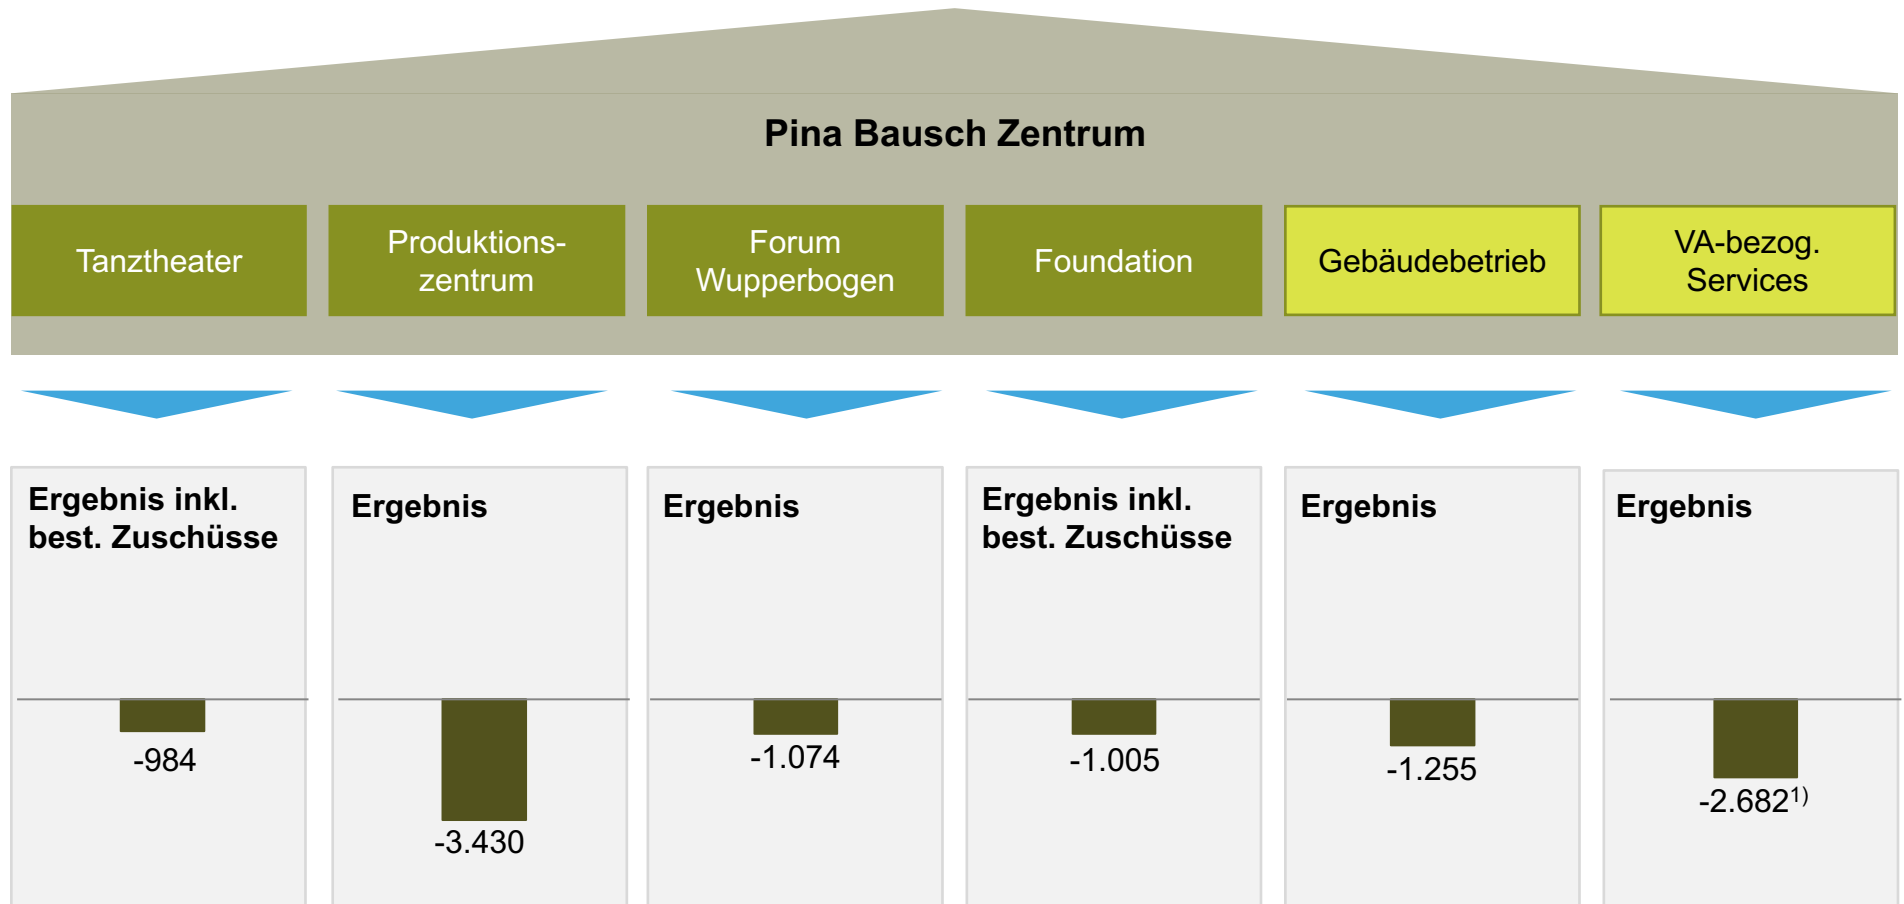 Pina Bausch Zentrum
Tanztheater
Produktions-
zentrum
Forum
Wupperbogen
Foundation
Gebäudebetrieb
VA-bezog.
Services
Ergebnis inkl.
best. Zuschüsse
Ergebnis
Ergebnis
Ergebnis inkl.
best. Zuschüsse
Ergebnis
Ergebnis
-984
-3.430
-1.074
-1.005
-1.255
-2.682¹⁾